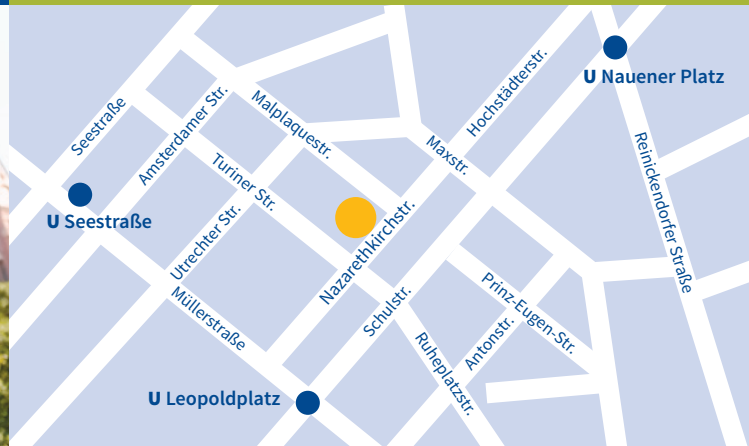 Hochstädterstr.
U Nauener Platz
Seestraße
Amsterdamer Str.
Malplaquestr.
Maxstr.
Reinickendorfer Straße
Turiner Str.
U Seestraße
Utrechter Str.
Nazarethkirchstr.
Müllerstraße
Schulstr.
Prinz-Eugen-Str.
Antonstr.
Ruheplatzstr.
U Leopoldplatz